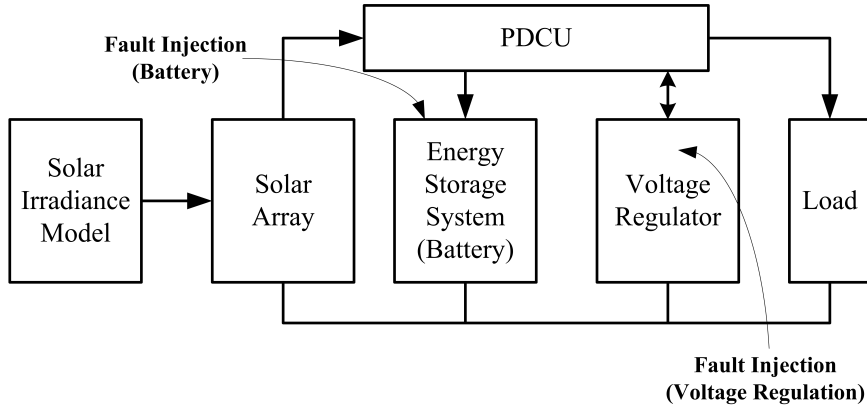 PDCU
Fault Injection
(Battery)
Solar
Irradiance
Model
Solar
Array
Energy
Storage
System
(Battery)
Voltage
Regulator
Load
Fault Injection
(Voltage Regulation)